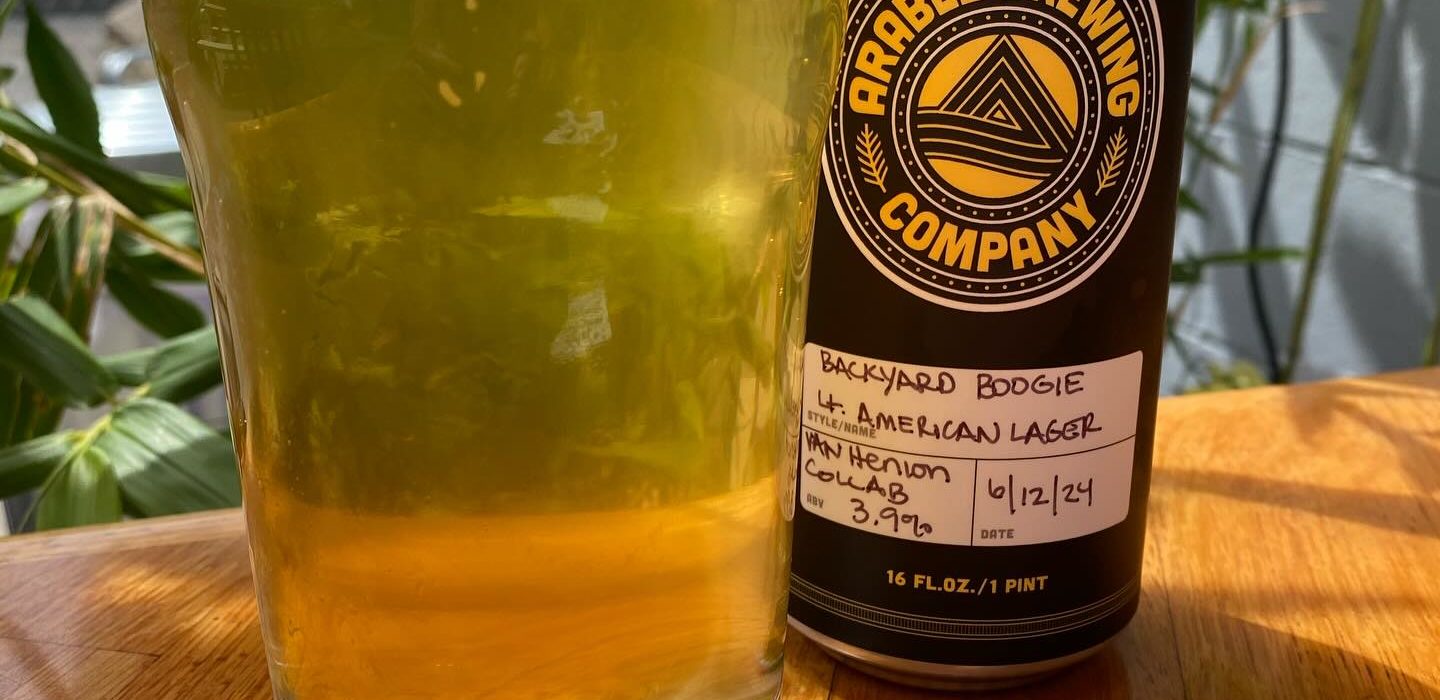 ARABLE BREWING
COMPANY
BACKYARD BOOGIE
Lt. AMERICAN LAGER
STYLE/NAME
VAN Henion
COLLAB
ABV 3.9%
6/12/24
DATE
16 FL.OZ./1 PINT